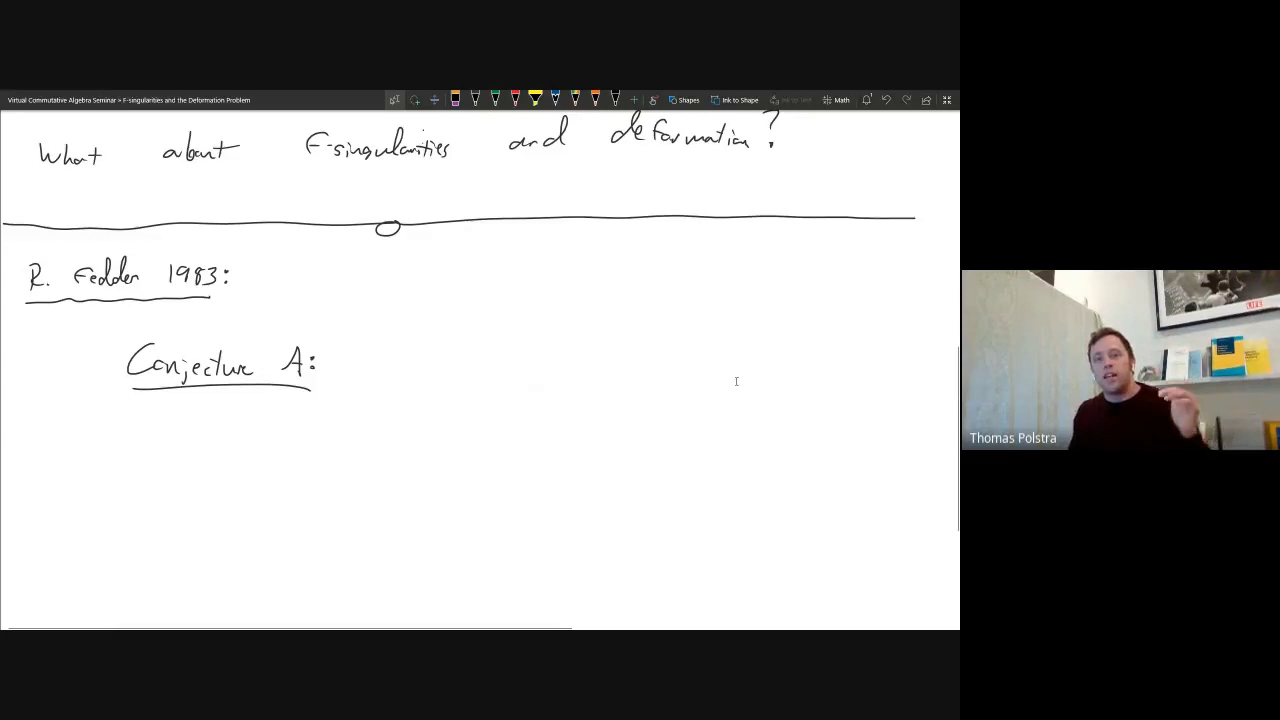 Virtual Commutative Algebra Seminar > F-singularities and the Deformation Problem
Shapes
Ink to Shape
Math
What about F-singularities and deformation?
R. Fedder 1983:
Conjecture A:
LIFE
Thomas Polstra